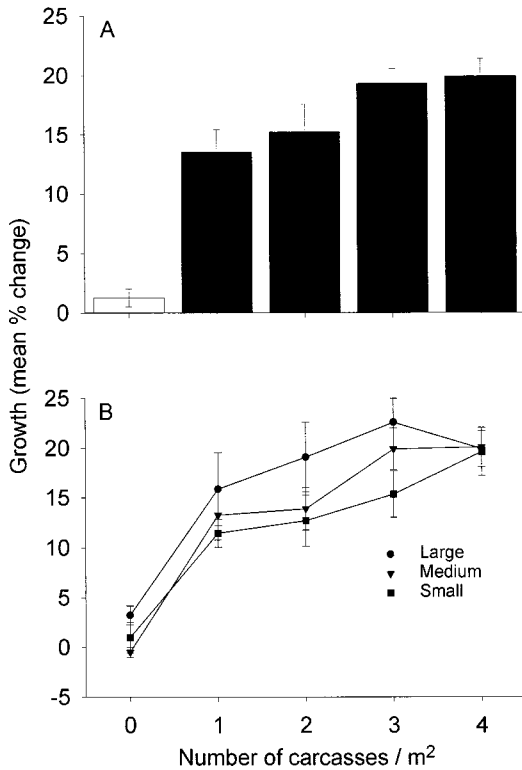 A
25
20
15
10
5
0
Growth (mean % change)
B
25
20
15
10
5
0
-5
Large
Medium
Small
0 1 2 3 4
Number of carcasses / m²